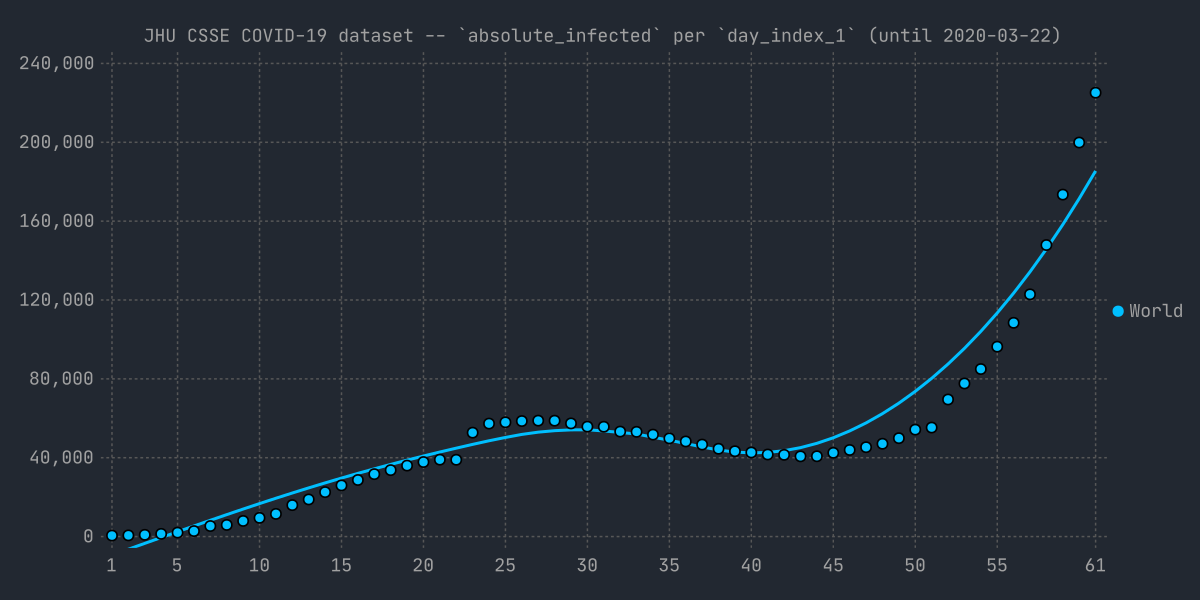 JHU CSSE COVID-19 dataset -- `absolute_infected` per `day_index_1` (until 2020-03-22)
240,000
200,000
160,000
120,000
80,000
40,000
0
World
1 5 10 15 20 25 30 35 40 45 50 55 61